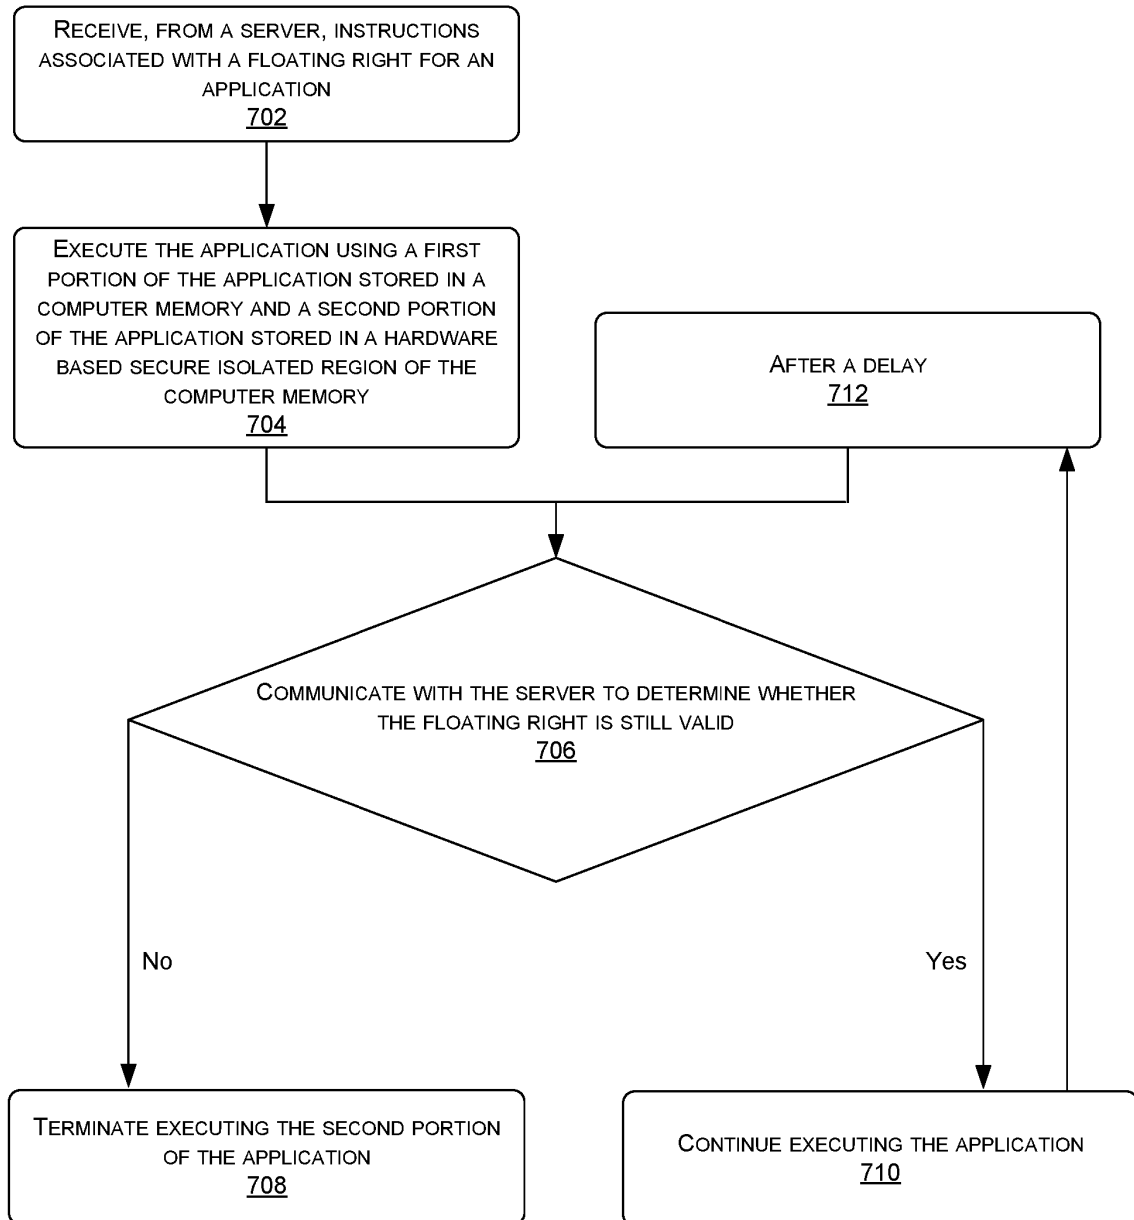 RECEIVE, FROM A SERVER, INSTRUCTIONS
ASSOCIATED WITH A FLOATING RIGHT FOR AN
APPLICATION
702
EXECUTE THE APPLICATION USING A FIRST
PORTION OF THE APPLICATION STORED IN A
COMPUTER MEMORY AND A SECOND PORTION
OF THE APPLICATION STORED IN A HARDWARE
BASED SECURE ISOLATED REGION OF THE
COMPUTER MEMORY
704
AFTER A DELAY
712
COMMUNICATE WITH THE SERVER TO DETERMINE WHETHER
THE FLOATING RIGHT IS STILL VALID
706
No
Yes
TERMINATE EXECUTING THE SECOND PORTION
OF THE APPLICATION
708
CONTINUE EXECUTING THE APPLICATION
710